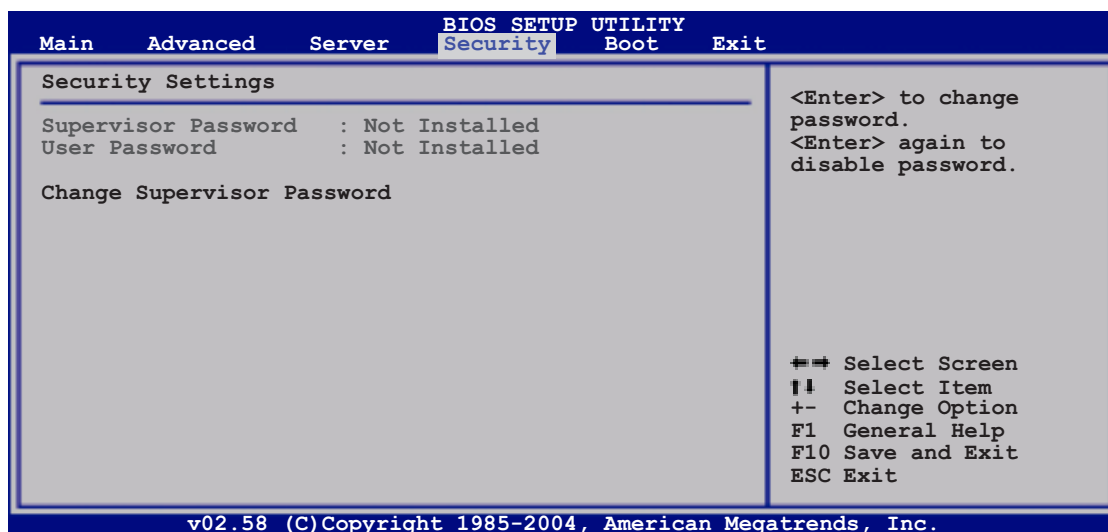 BIOS SETUP UTILITY
Main Advanced Server Security Boot Exit
Security Settings
Supervisor Password : Not Installed
User Password : Not Installed
Change Supervisor Password
<Enter> to change
password.
<Enter> again to
disable password.
←→ Select Screen
↑↓ Select Item
+- Change Option
F1 General Help
F10 Save and Exit
ESC Exit
v02.58 (C)Copyright 1985-2004, American Megatrends, Inc.